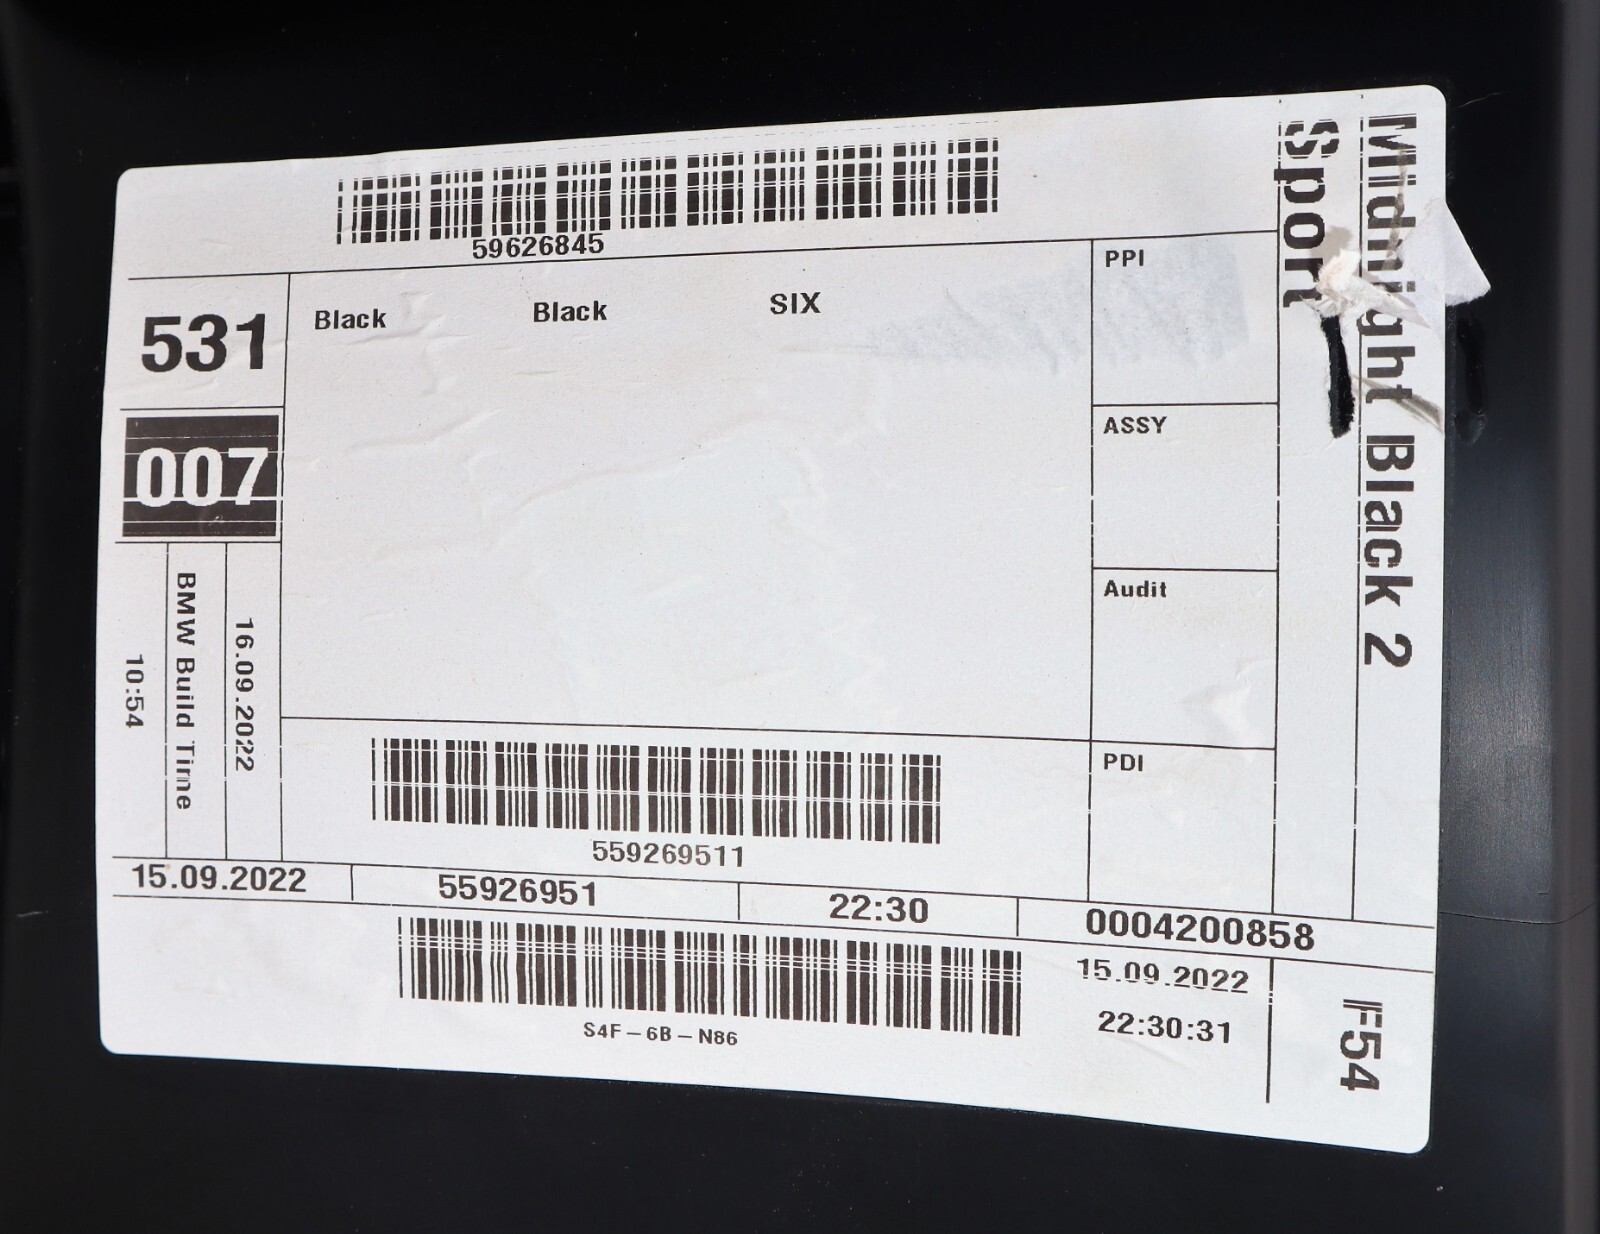 59626845
531
Black Black SIX
PPI
007
ASSY
Audit
PDI
16.09.2022
BMW Build Time
10:54
559269511
15.09.2022 55926951 22:30 0004200858
15.09.2022
22:30:31
S4F-6B-N86
Midnight Black 2
Sport
F54